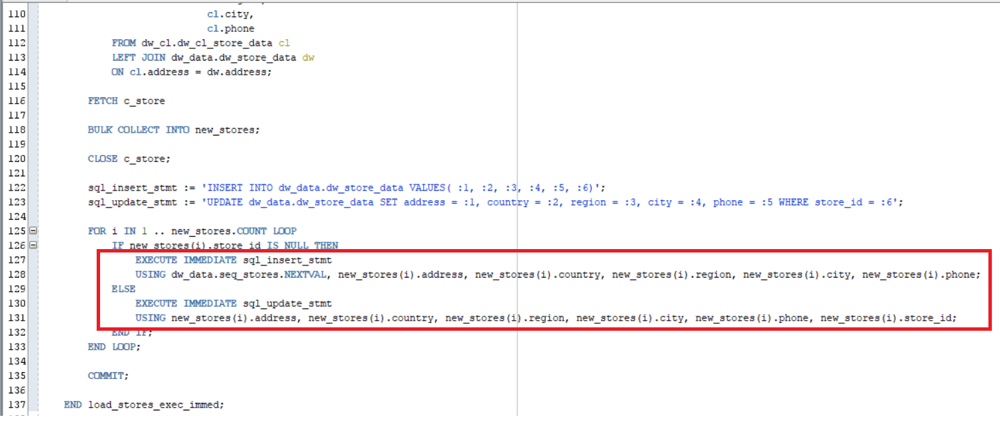 110 cl.city,
111 cl.phone
112 FROM dw_cl.dw_cl_store_data cl
113 LEFT JOIN dw_data.dw_store_data dw
114 ON cl.address = dw.address;
115
116 FETCH c_store
117
118 BULK COLLECT INTO new_stores;
119
120 CLOSE c_store;
121
122 sql_insert_stmt := 'INSERT INTO dw_data.dw_store_data VALUES( :1, :2, :3, :4, :5, :6)';
123 sql_update_stmt := 'UPDATE dw_data.dw_store_data SET address = :1, country = :2, region = :3, city = :4, phone = :5 WHERE store_id = :6';
124
125 FOR i IN 1 .. new_stores.COUNT LOOP
126 IF new_stores(i).store_id IS NULL THEN
127 EXECUTE IMMEDIATE sql_insert_stmt
128 USING dw_data.seq_stores.NEXTVAL, new_stores(i).address, new_stores(i).country, new_stores(i).region, new_stores(i).city, new_stores(i).phone;
129 ELSE
130 EXECUTE IMMEDIATE sql_update_stmt
131 USING new_stores(i).address, new_stores(i).country, new_stores(i).region, new_stores(i).city, new_stores(i).phone, new_stores(i).store_id;
132 END IF;
133 END LOOP;
134
135 COMMIT;
136
137 END load_stores_exec_immed;